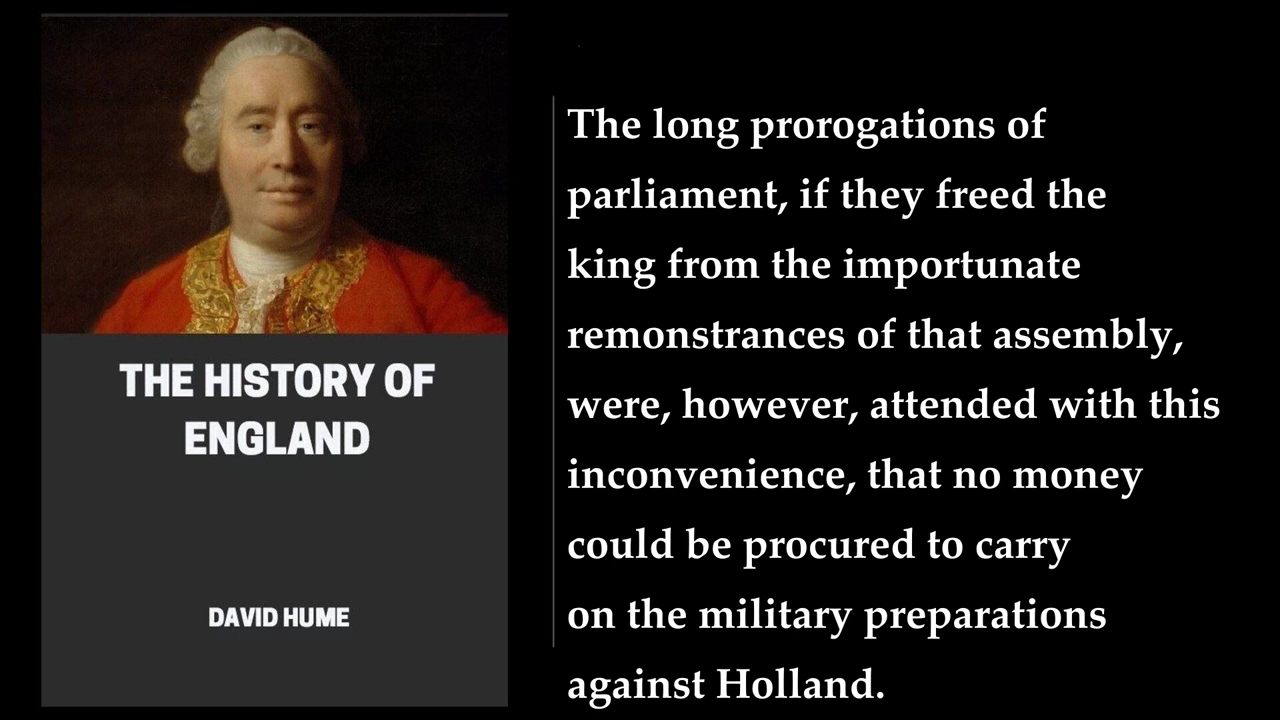 THE HISTORY OF
ENGLAND
DAVID HUME
The long prorogations of
parliament, if they freed the
king from the importunate
remonstrances of that assembly,
were, however, attended with this
inconvenience, that no money
could be procured to carry
on the military preparations
against Holland.